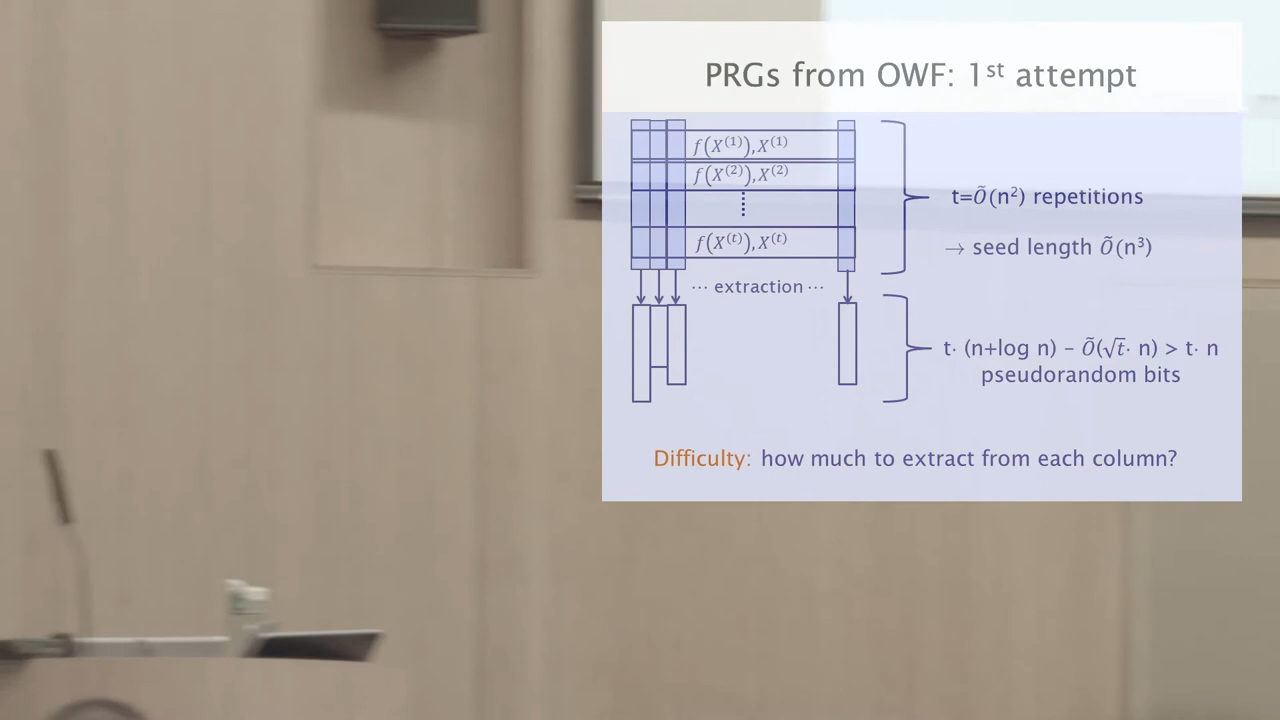 PRGs from OWF: 1st attempt
f(X⁽¹⁾),X⁽¹⁾
f(X⁽²⁾),X⁽²⁾
f(X⁽ᵗ⁾),X⁽ᵗ⁾
t=Õ(n²) repetitions
→ seed length Õ(n³)
··· extraction ···
t· (n+log n) – Õ(√t· n) > t· n
pseudorandom bits
Difficulty: how much to extract from each column?